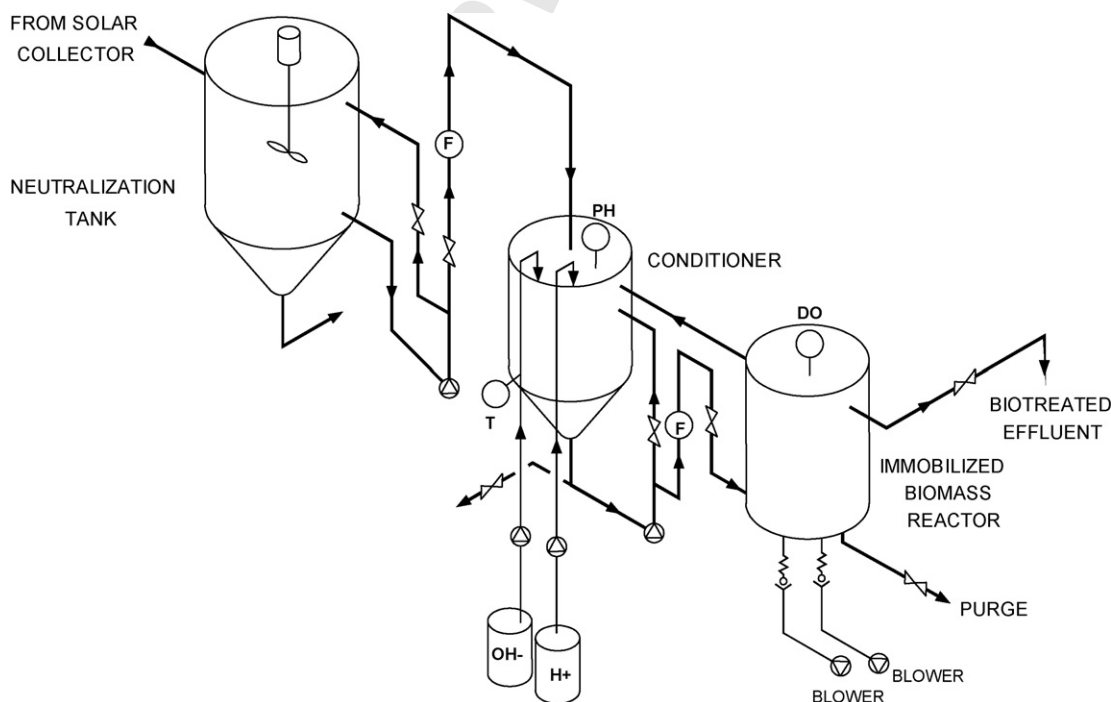 FROM SOLAR
COLLECTOR
NEUTRALIZATION
TANK
F
PH
CONDITIONER
T
F
DO
BIOTREATED
EFFLUENT
IMMOBILIZED
BIOMASS
REACTOR
PURGE
OH-
H+
BLOWER
BLOWER